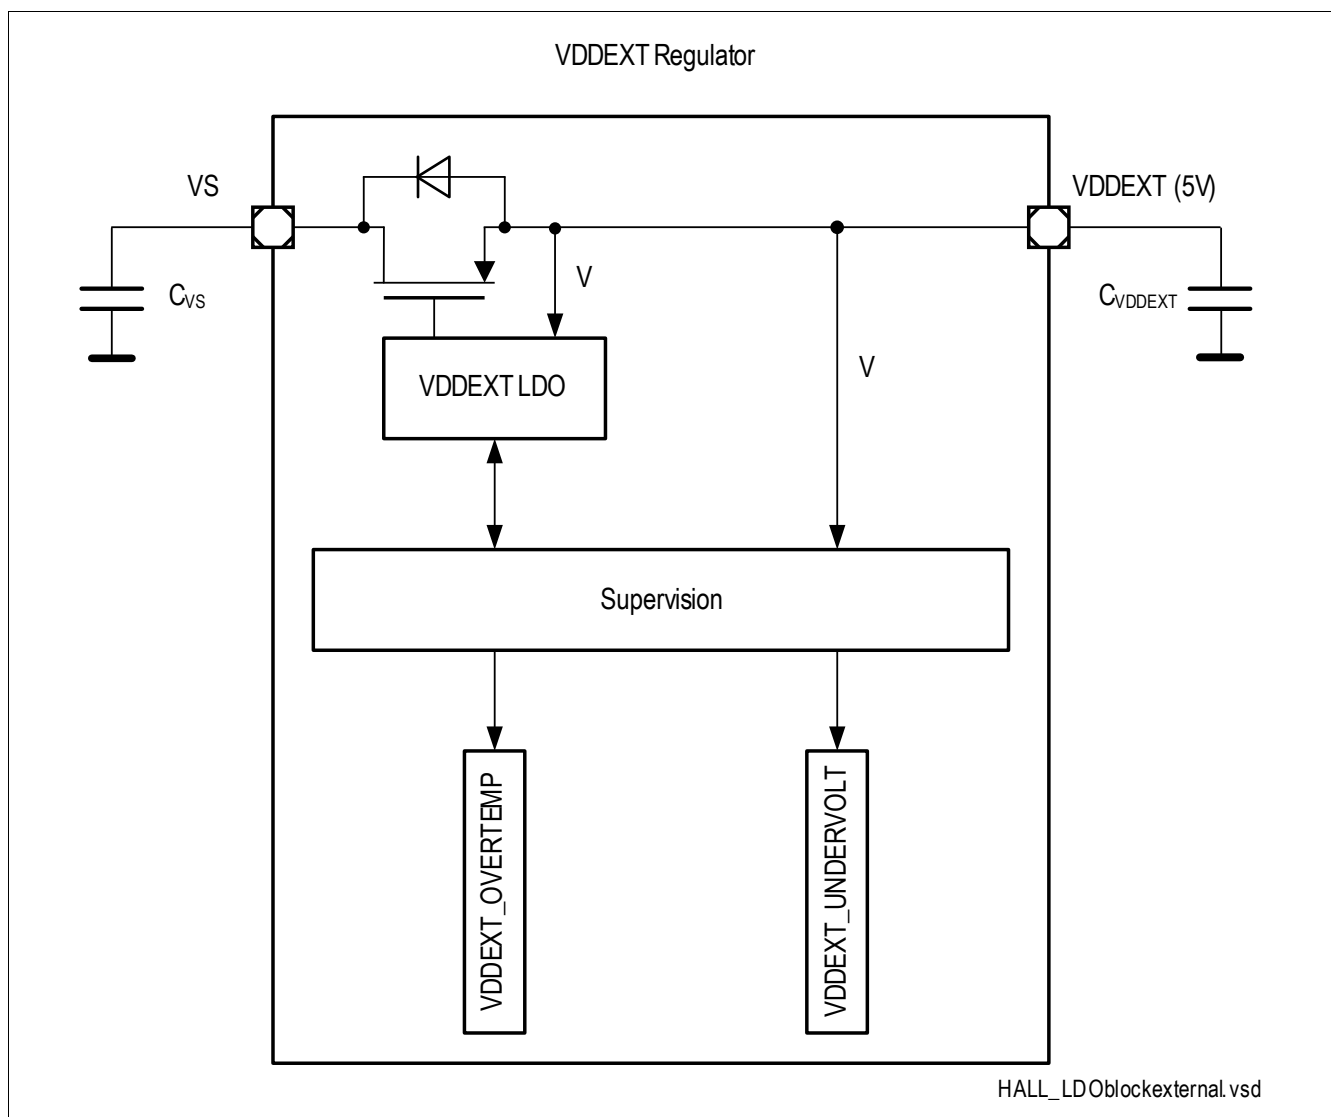 VDDEXT Regulator
VS
VDDEXT (5V)
V
CVS
CVDDEXT
V
VDDEXT LDO
Supervision
VDDEXT_OVERTEMP
VDDEXT_UNDERVOLT
HALL_LDOblockexternal.vsd